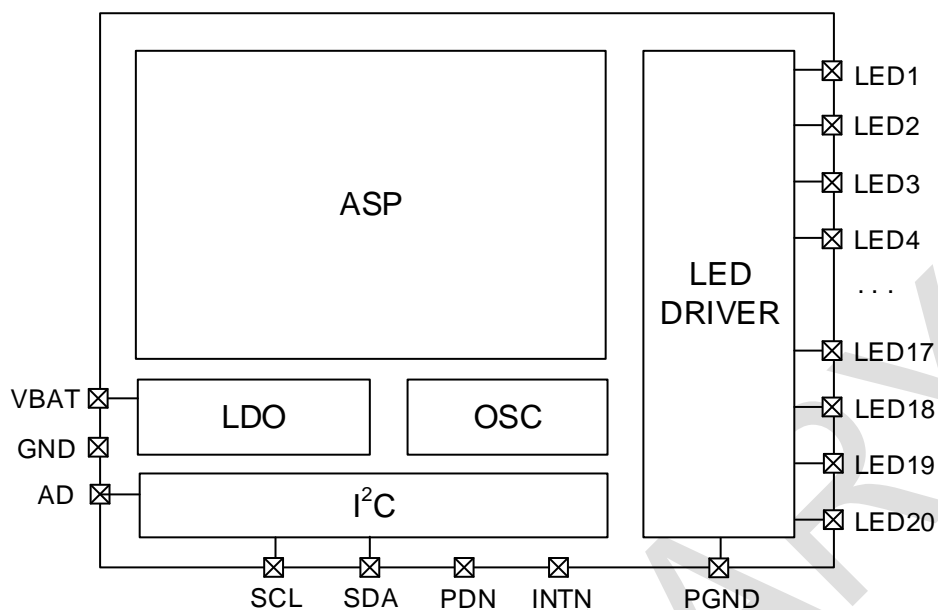 LED1
LED2
LED3
ASP
LED4
LED
DRIVER
. . .
LED17
VBAT
LDO
OSC
LED18
GND
LED19
AD
I²C
LED20
SCL
SDA
PDN
INTN
PGND